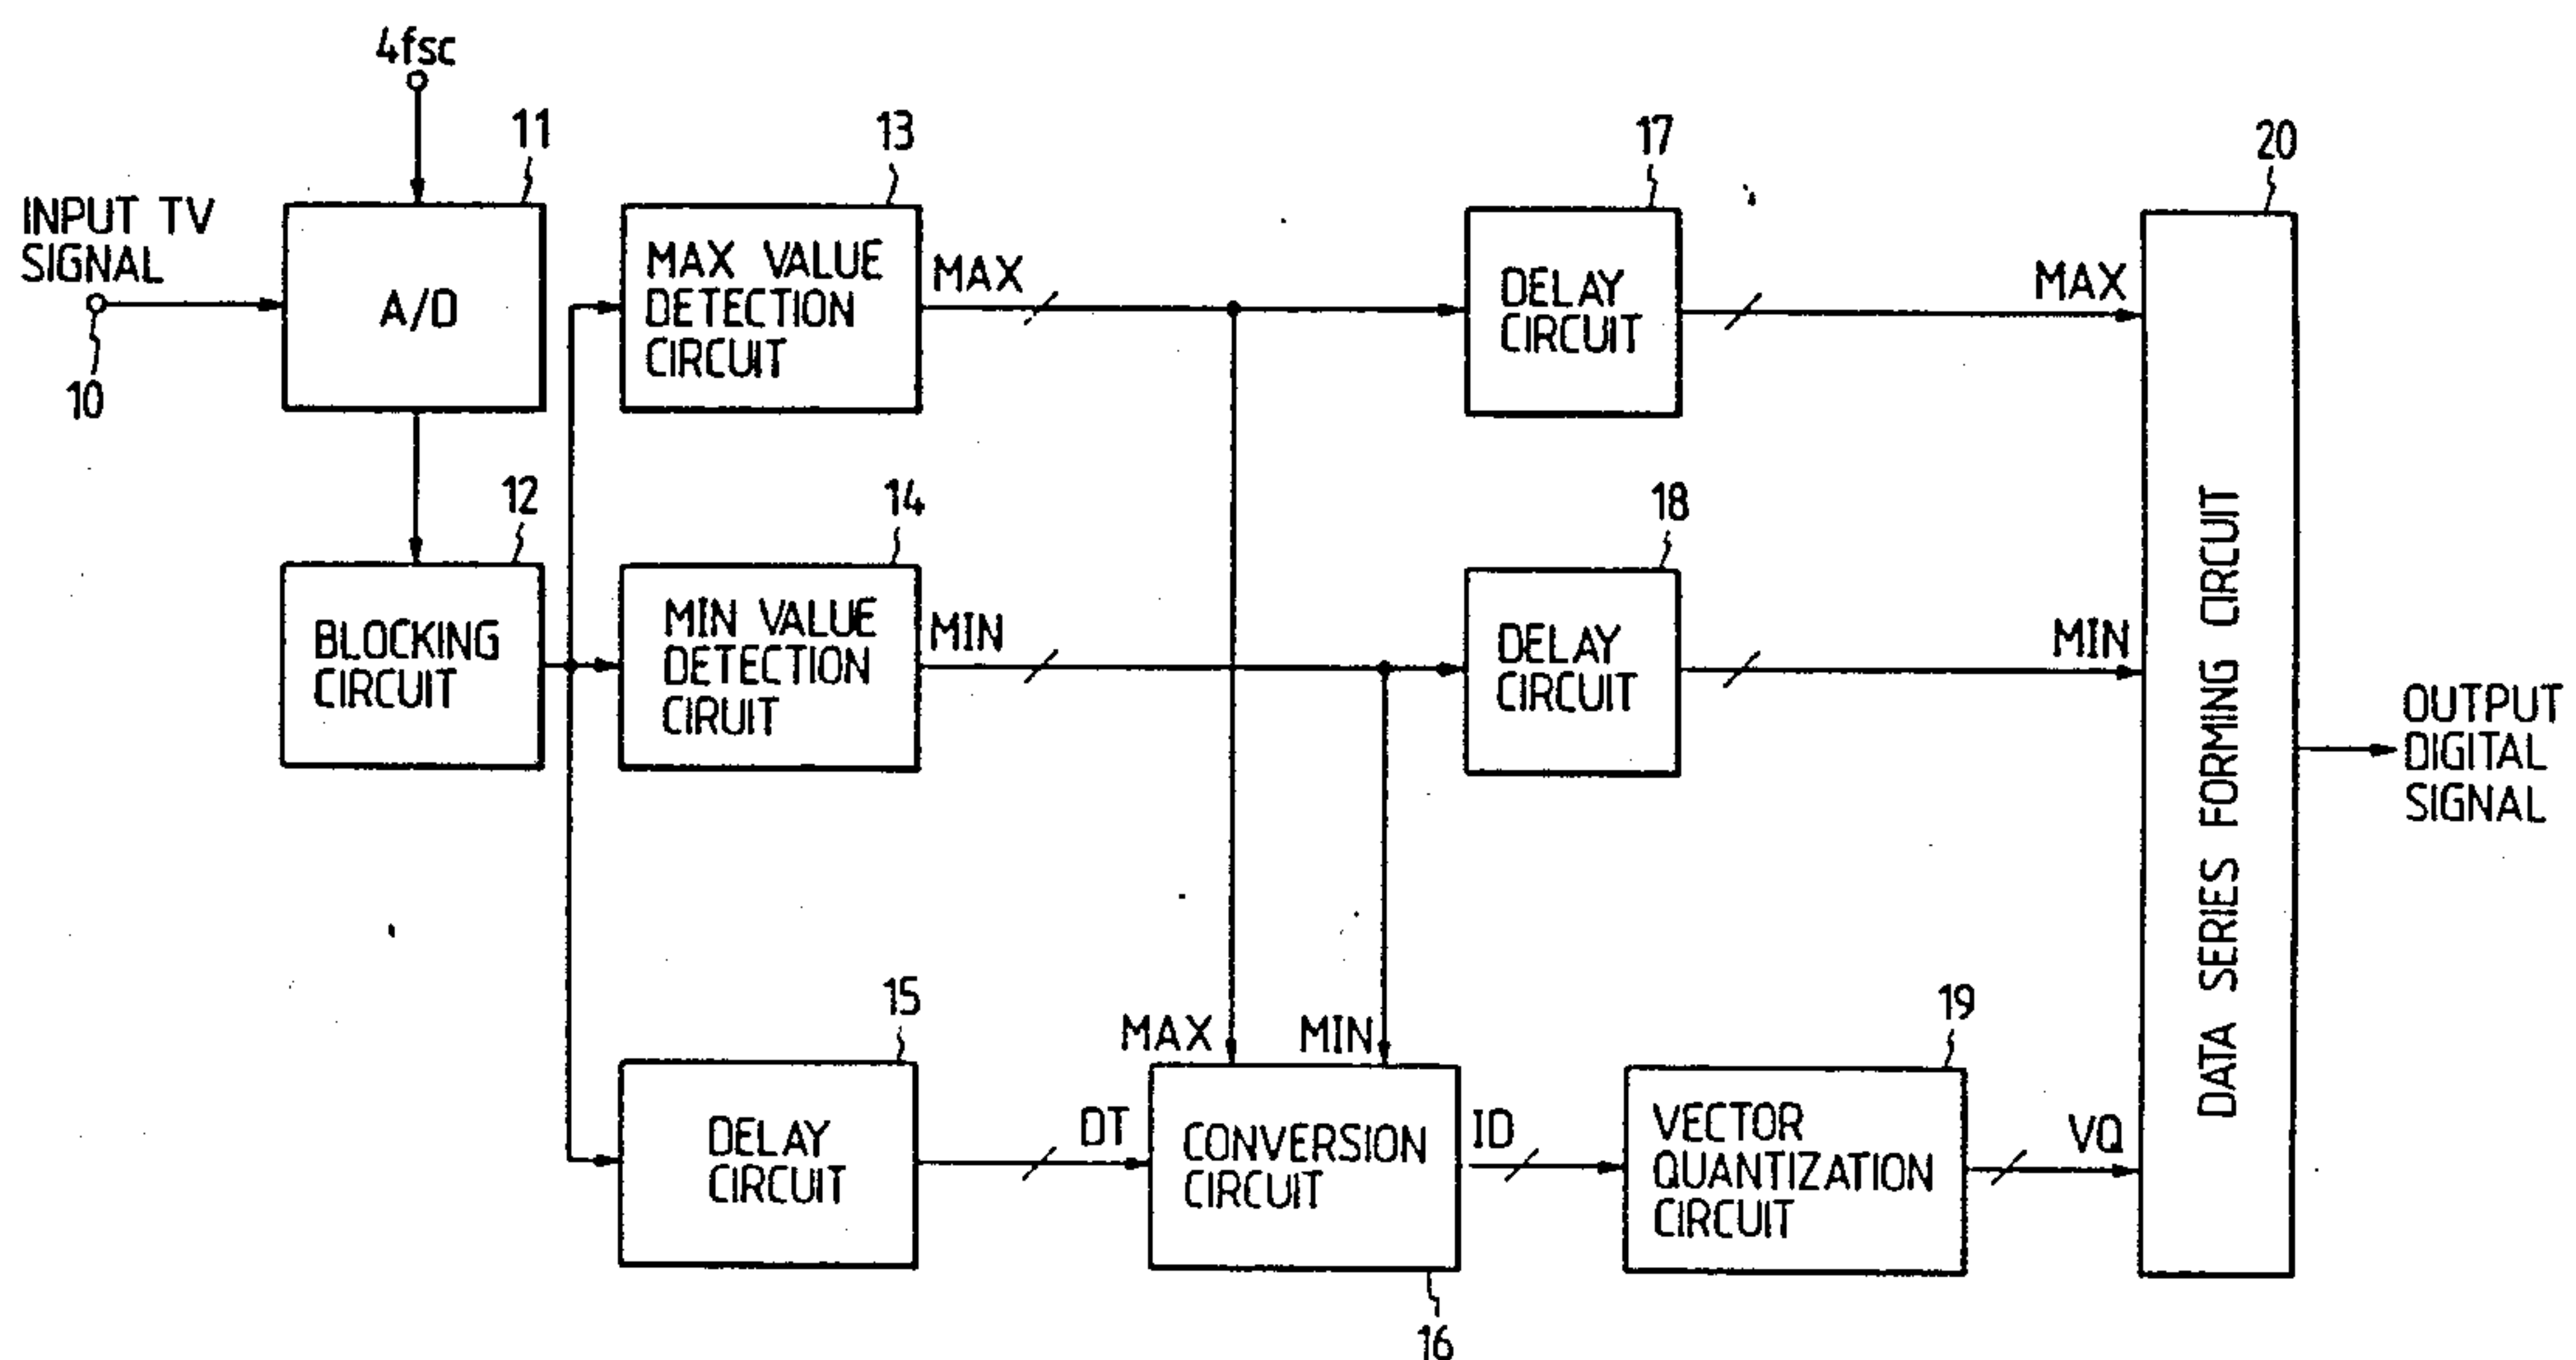 4fsc
11
INPUT TV
SIGNAL
10
A/D
13
MAX VALUE
DETECTION
CIRCUIT
MAX
17
DELAY
CIRCUIT
MAX
20
DATA SERIES FORMING CIRCUIT
12
BLOCKING
CIRCUIT
14
MIN VALUE
DETECTION
CIRUIT
MIN
18
DELAY
CIRCUIT
MIN
OUTPUT
DIGITAL
SIGNAL
15
DELAY
CIRCUIT
DT
MAX
MIN
CONVERSION
CIRCUIT
16
ID
19
VECTOR
QUANTIZATION
CIRCUIT
VQ